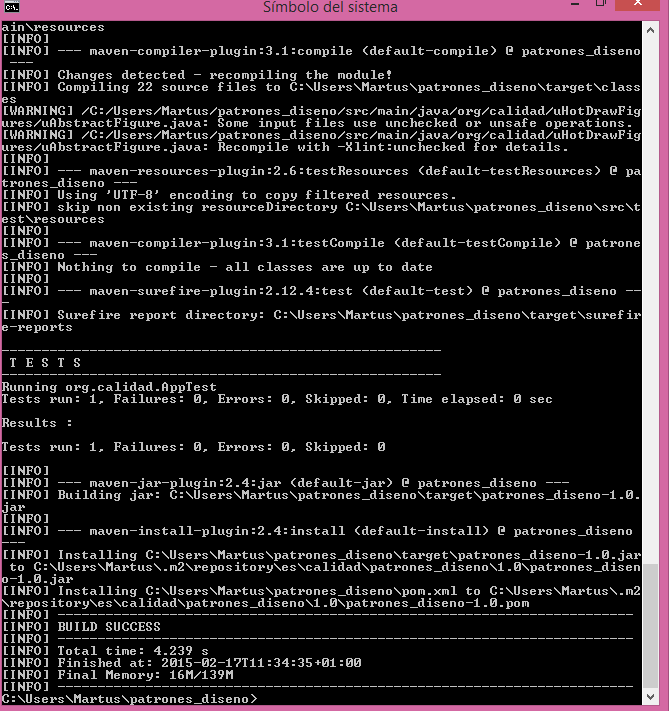 Símbolo del sistema
ain\resources
[INFO]
[INFO] --- maven-compiler-plugin:3.1:compile (default-compile) @ patrones_diseno
 ---
[INFO] Changes detected - recompiling the module!
[INFO] Compiling 22 source files to C:\Users\Martus\patrones_diseno\target\class
es
[WARNING] /C:/Users/Martus/patrones_diseno/src/main/java/org/calidad/uHotDrawFig
ures/uAbstractFigure.java: Some input files use unchecked or unsafe operations.
[WARNING] /C:/Users/Martus/patrones_diseno/src/main/java/org/calidad/uHotDrawFig
ures/uAbstractFigure.java: Recompile with -Xlint:unchecked for details.
[INFO]
[INFO] --- maven-resources-plugin:2.6:testResources (default-testResources) @ pa
trones_diseno ---
[INFO] Using 'UTF-8' encoding to copy filtered resources.
[INFO] skip non existing resourceDirectory C:\Users\Martus\patrones_diseno\src\t
est\resources
[INFO]
[INFO] --- maven-compiler-plugin:3.1:testCompile (default-testCompile) @ patrone
s_diseno ---
[INFO] Nothing to compile - all classes are up to date
[INFO]
[INFO] --- maven-surefire-plugin:2.12.4:test (default-test) @ patrones_diseno --
-
[INFO] Surefire report directory: C:\Users\Martus\patrones_diseno\target\surefir
e-reports

-------------------------------------------------------
 T E S T S
-------------------------------------------------------
Running org.calidad.AppTest
Tests run: 1, Failures: 0, Errors: 0, Skipped: 0, Time elapsed: 0 sec

Results :

Tests run: 1, Failures: 0, Errors: 0, Skipped: 0

[INFO]
[INFO] --- maven-jar-plugin:2.4:jar (default-jar) @ patrones_diseno ---
[INFO] Building jar: C:\Users\Martus\patrones_diseno\target\patrones_diseno-1.0.
jar
[INFO]
[INFO] --- maven-install-plugin:2.4:install (default-install) @ patrones_diseno
---
[INFO] Installing C:\Users\Martus\patrones_diseno\target\patrones_diseno-1.0.jar
 to C:\Users\Martus\.m2\repository\es\calidad\patrones_diseno\1.0\patrones_disen
o-1.0.jar
[INFO] Installing C:\Users\Martus\patrones_diseno\pom.xml to C:\Users\Martus\.m2
\repository\es\calidad\patrones_diseno\1.0\patrones_diseno-1.0.pom
[INFO] ------------------------------------------------------------------------
[INFO] BUILD SUCCESS
[INFO] ------------------------------------------------------------------------
[INFO] Total time: 4.239 s
[INFO] Finished at: 2015-02-17T11:34:35+01:00
[INFO] Final Memory: 16M/139M
[INFO] ------------------------------------------------------------------------
C:\Users\Martus\patrones_diseno>